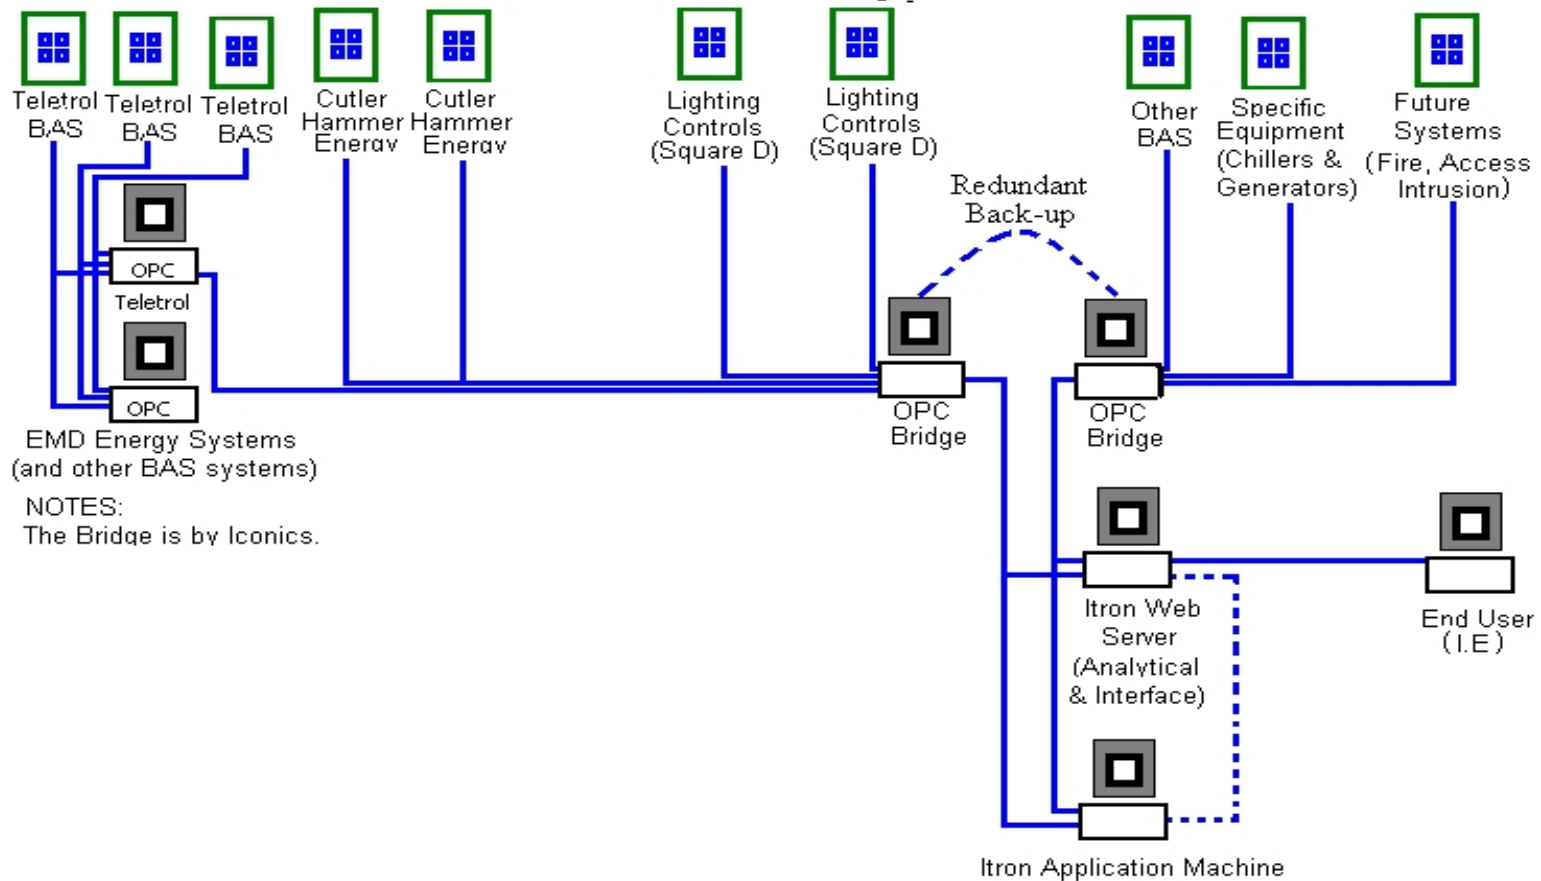 Teletrol
BAS
Teletrol
BAS
Teletrol
BAS
Cutler
Hammer
Energy
Cutler
Hammer
Energy
Lighting
Controls
(Square D)
Lighting
Controls
(Square D)
Other
BAS
Specific
Equipment
(Chillers &
Generators)
Future
Systems
(Fire, Access
Intrusion)
Redundant
Back-up
OPC
Teletrol
OPC
EMD Energy Systems
(and other BAS systems)
NOTES:
The Bridge is by Iconics.
OPC
Bridge
OPC
Bridge
Itron Web
Server
(Analytical
& Interface)
End User
(I.E)
Itron Application Machine